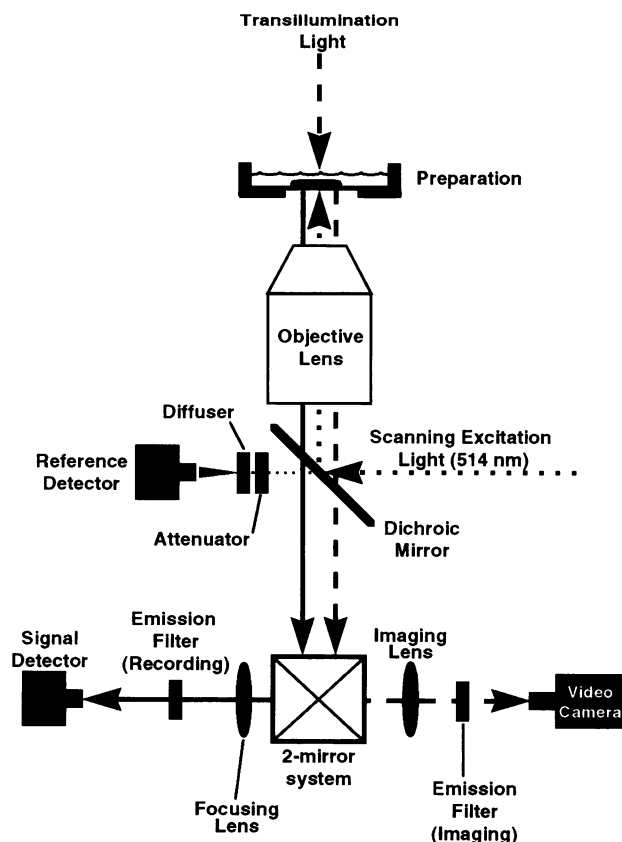 Transillumination
Light
Preparation
Objective
Lens
Diffuser
Scanning Excitation
Light (514 nm)
Reference
Detector
Attenuator
Dichroic
Mirror
Emission
Filter
(Recording)
Imaging
Lens
Signal
Detector
Video
Camera
2-mirror
system
Focusing
Lens
Emission
Filter
(Imaging)